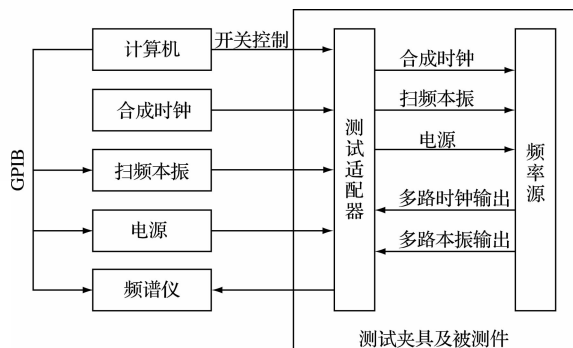 计算机
开关控制
合成时钟
扫频本振
电源
频谱仪
GPIB
测试适配器
合成时钟
扫频本振
电源
多路时钟输出
多路本振输出
频率源
测试夹具及被测件